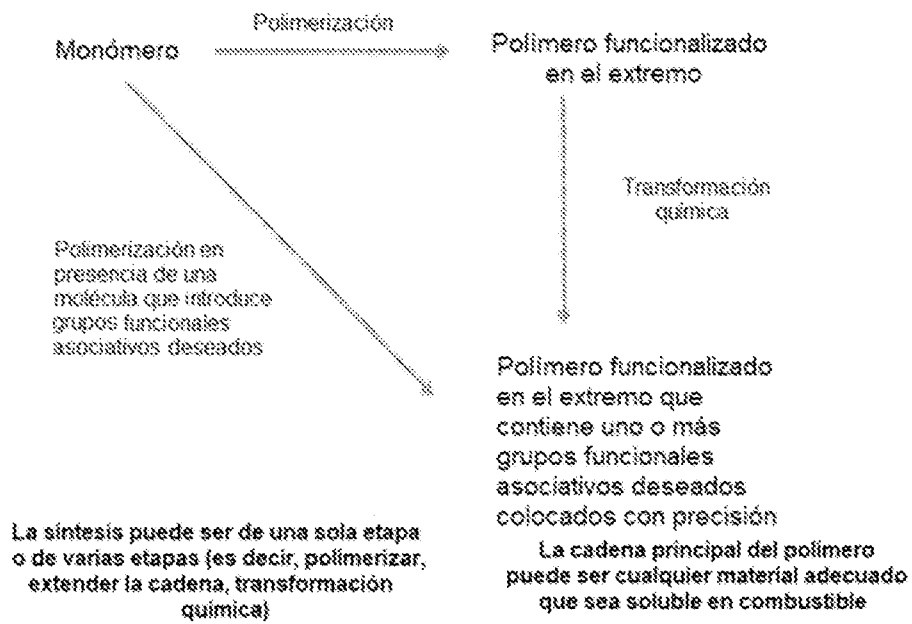 Polimerización
Monómero
Polímero funcionalizado
en el extremo
Transformación
química
Polimerización en
presencia de una
molécula que introduce
grupos funcionales
asociativos deseados
Polímero funcionalizado
en el extremo que
contiene uno o más
grupos funcionales
asociativos deseados
colocados con precisión
La síntesis puede ser de una sola etapa
o de varias etapas (es decir, polimerizar,
extender la cadena, transformación
química)
La cadena principal del polímero
puede ser cualquier material adecuado
que sea soluble en combustible